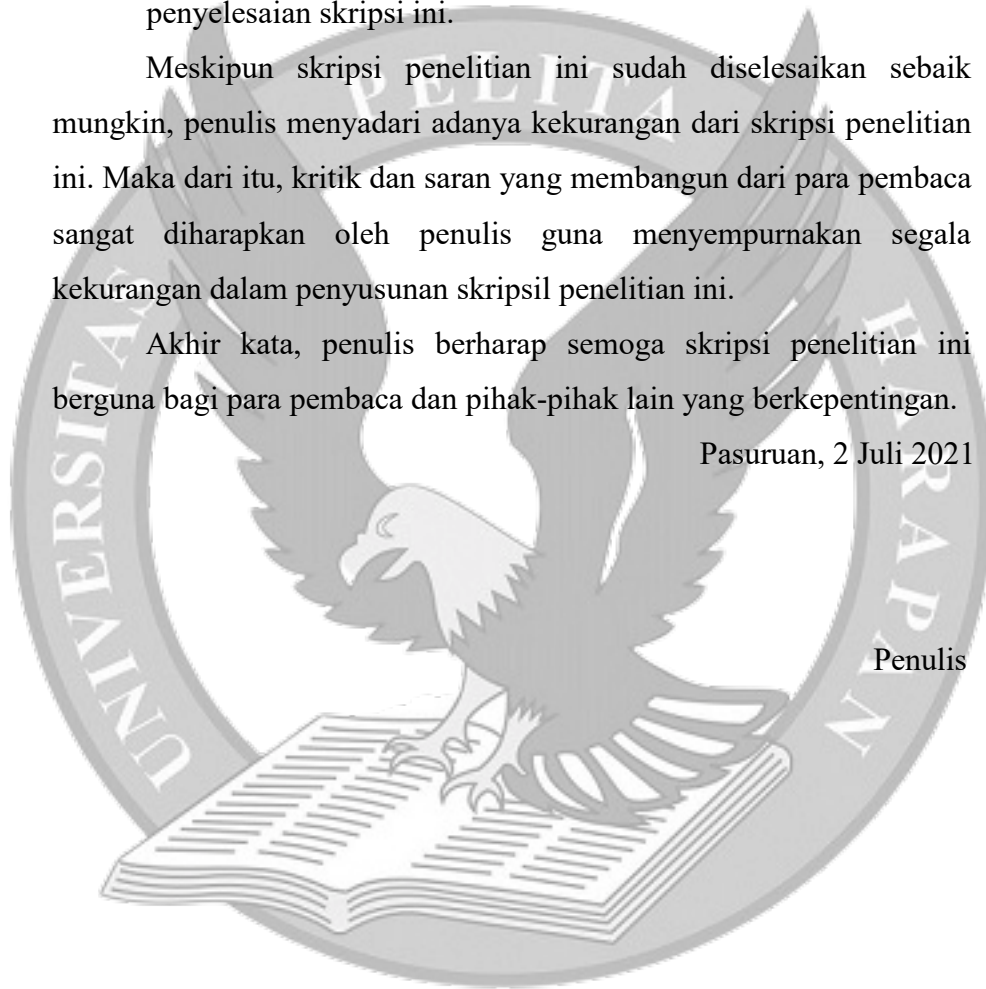 penyelesaian skripsi ini.
Meskipun skripsi penelitian ini sudah diselesaikan sebaik
mungkin, penulis menyadari adanya kekurangan dari skripsi penelitian
ini. Maka dari itu, kritik dan saran yang membangun dari para pembaca
sangat diharapkan oleh penulis guna menyempurnakan segala
kekurangan dalam penyusunan skripsil penelitian ini.
Akhir kata, penulis berharap semoga skripsi penelitian ini
berguna bagi para pembaca dan pihak-pihak lain yang berkepentingan.
Pasuruan, 2 Juli 2021
Penulis
UNIVERSITAS PELITA HARAPAN